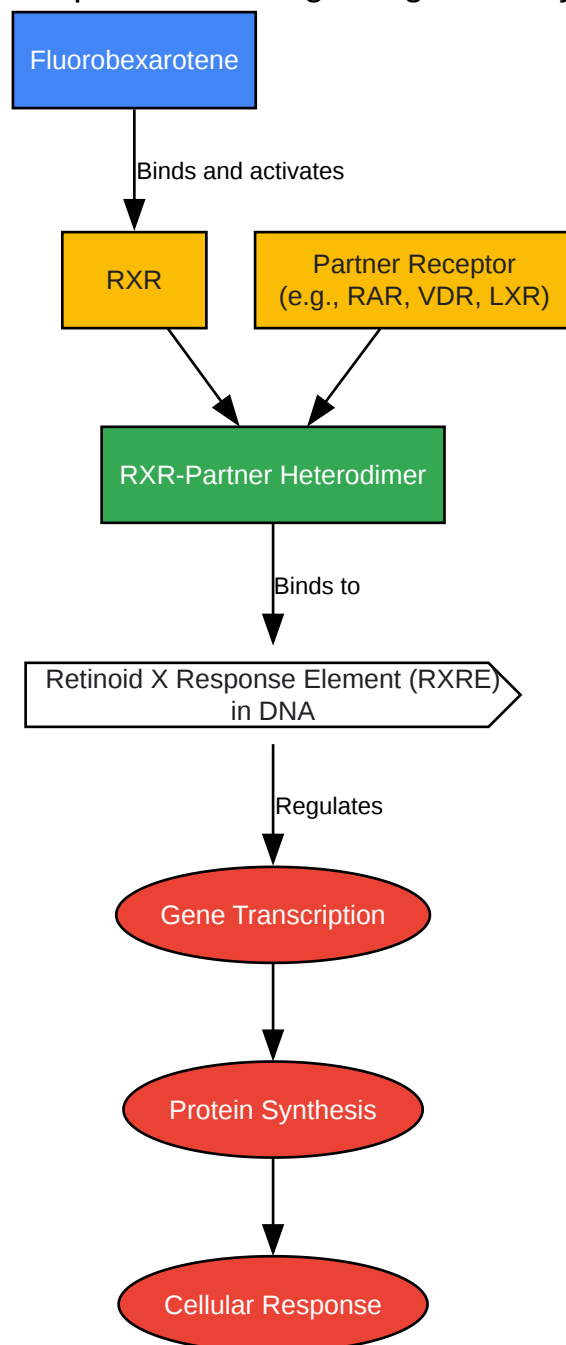 Fluorobexarotene
Binds and activates
RXR
Partner Receptor
(e.g., RAR, VDR, LXR)
RXR-Partner Heterodimer
Binds to
Retinoid X Response Element (RXRE)
in DNA
Regulates
Gene Transcription
Protein Synthesis
Cellular Response